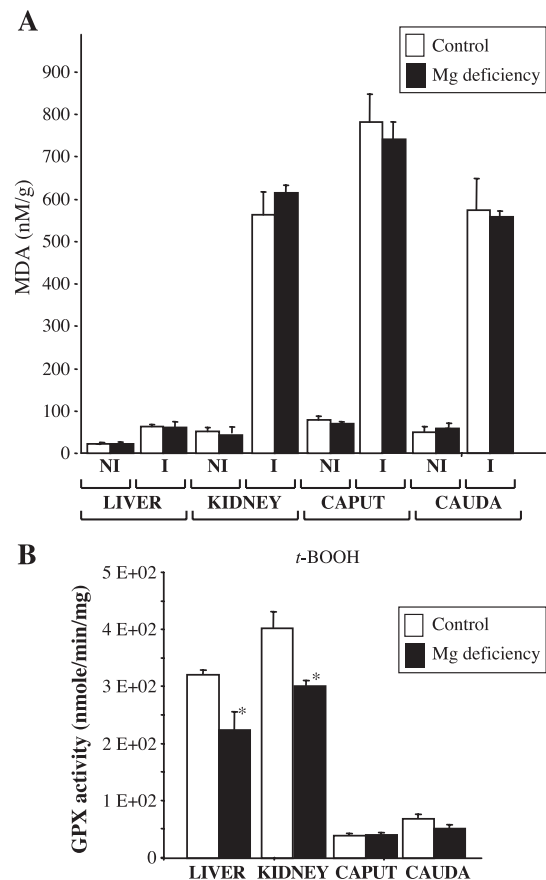 A
Control
Mg deficiency
MDA (nM/g)
900
800
700
600
500
400
300
200
100
0
NI I NI I NI I NI I
LIVER KIDNEY CAPUT CAUDA
B
t-BOOH
Control
Mg deficiency
GPX activity (nmole/min/mg)
5 E+02
4 E+02
3 E+02
2 E+02
1 E+02
0
*
*
LIVER KIDNEY CAPUT CAUDA